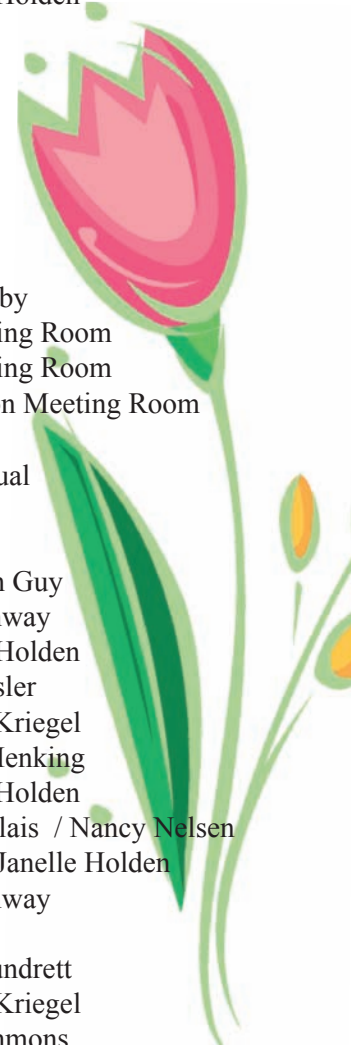 Holden
by
ing Room
ing Room
n Meeting Room
ual
n Guy
way
Holden
sler
Kriegel
Henking
Holden
lais / Nancy Nelsen
Janelle Holden
way
undrett
Kriegel
mmons